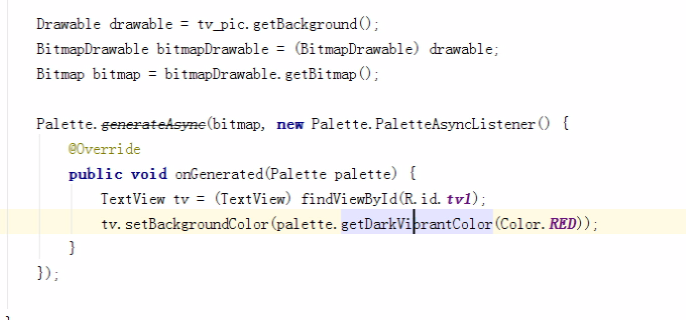 Drawable drawable = tv_pic.getBackground();
BitmapDrawable bitmapDrawable = (BitmapDrawable) drawable;
Bitmap bitmap = bitmapDrawable.getBitmap();
Palette.generateAsync(bitmap, new Palette.PaletteAsyncListener() {
@Override
public void onGenerated(Palette palette) {
TextView tv = (TextView) findViewById(R.id.tv1);
tv.setBackgroundColor(palette.getDarkVibrantColor(Color.RED));
}
});